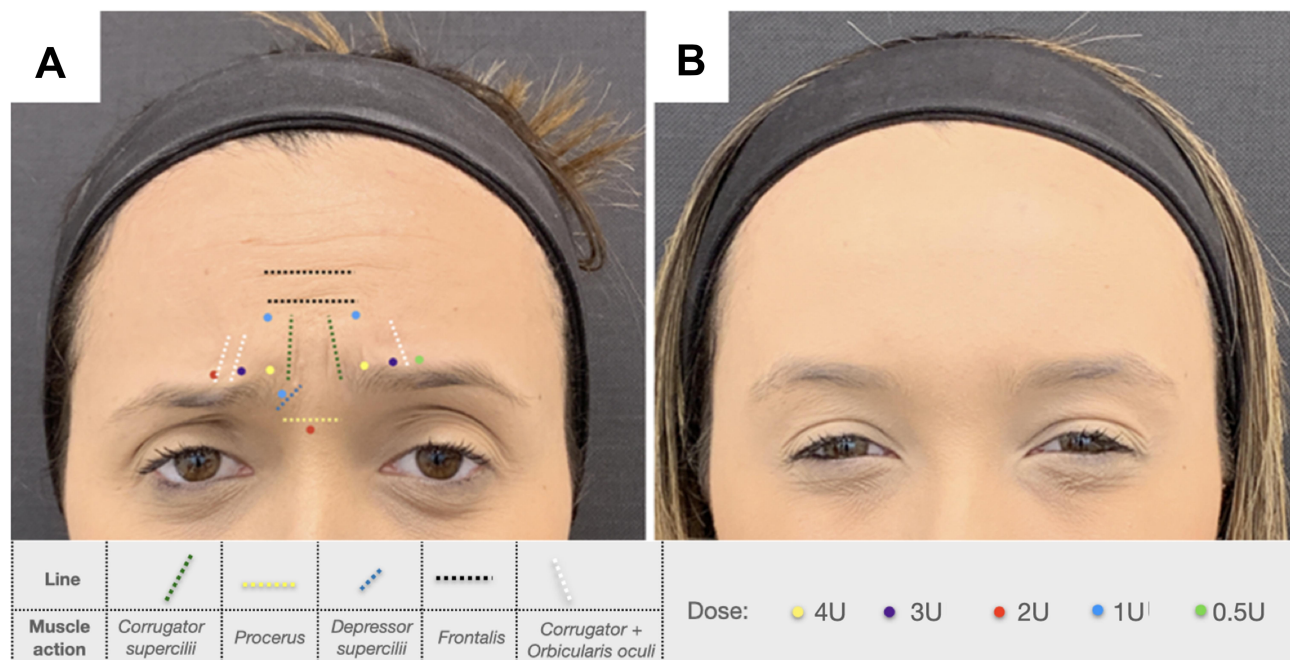 A
B
Line
Muscle
action
Corrugator
supercilii
Procerus
Depressor
supercilii
Frontalis
Corrugator +
Orbicularis oculi
Dose: 4U 3U 2U 1U 0.5U